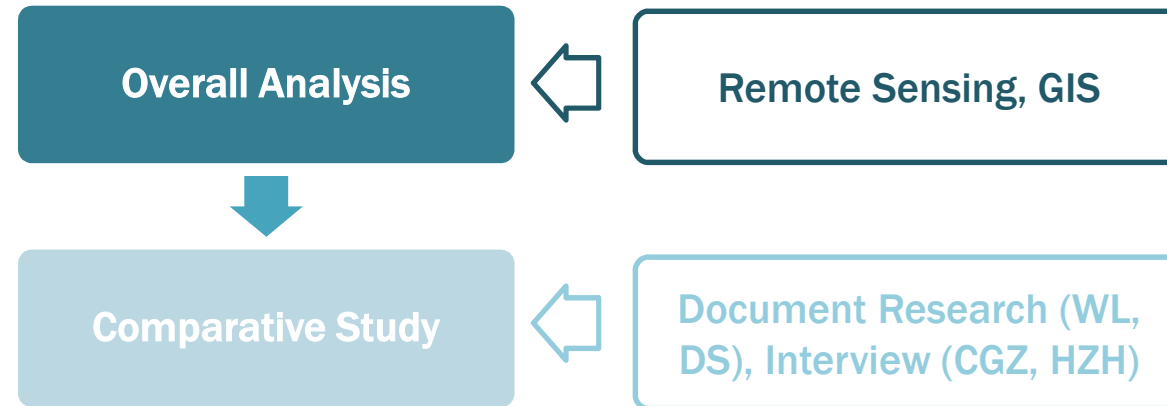 Overall Analysis
Remote Sensing, GIS
Comparative Study
Document Research (WL,
DS), Interview (CGZ, HZH)